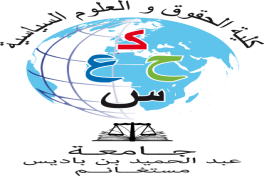 كلية الحقوق و العلوم السياسية
ك
ع ح
س
جامعة
عبد الحميد بن باديس
مستغانم